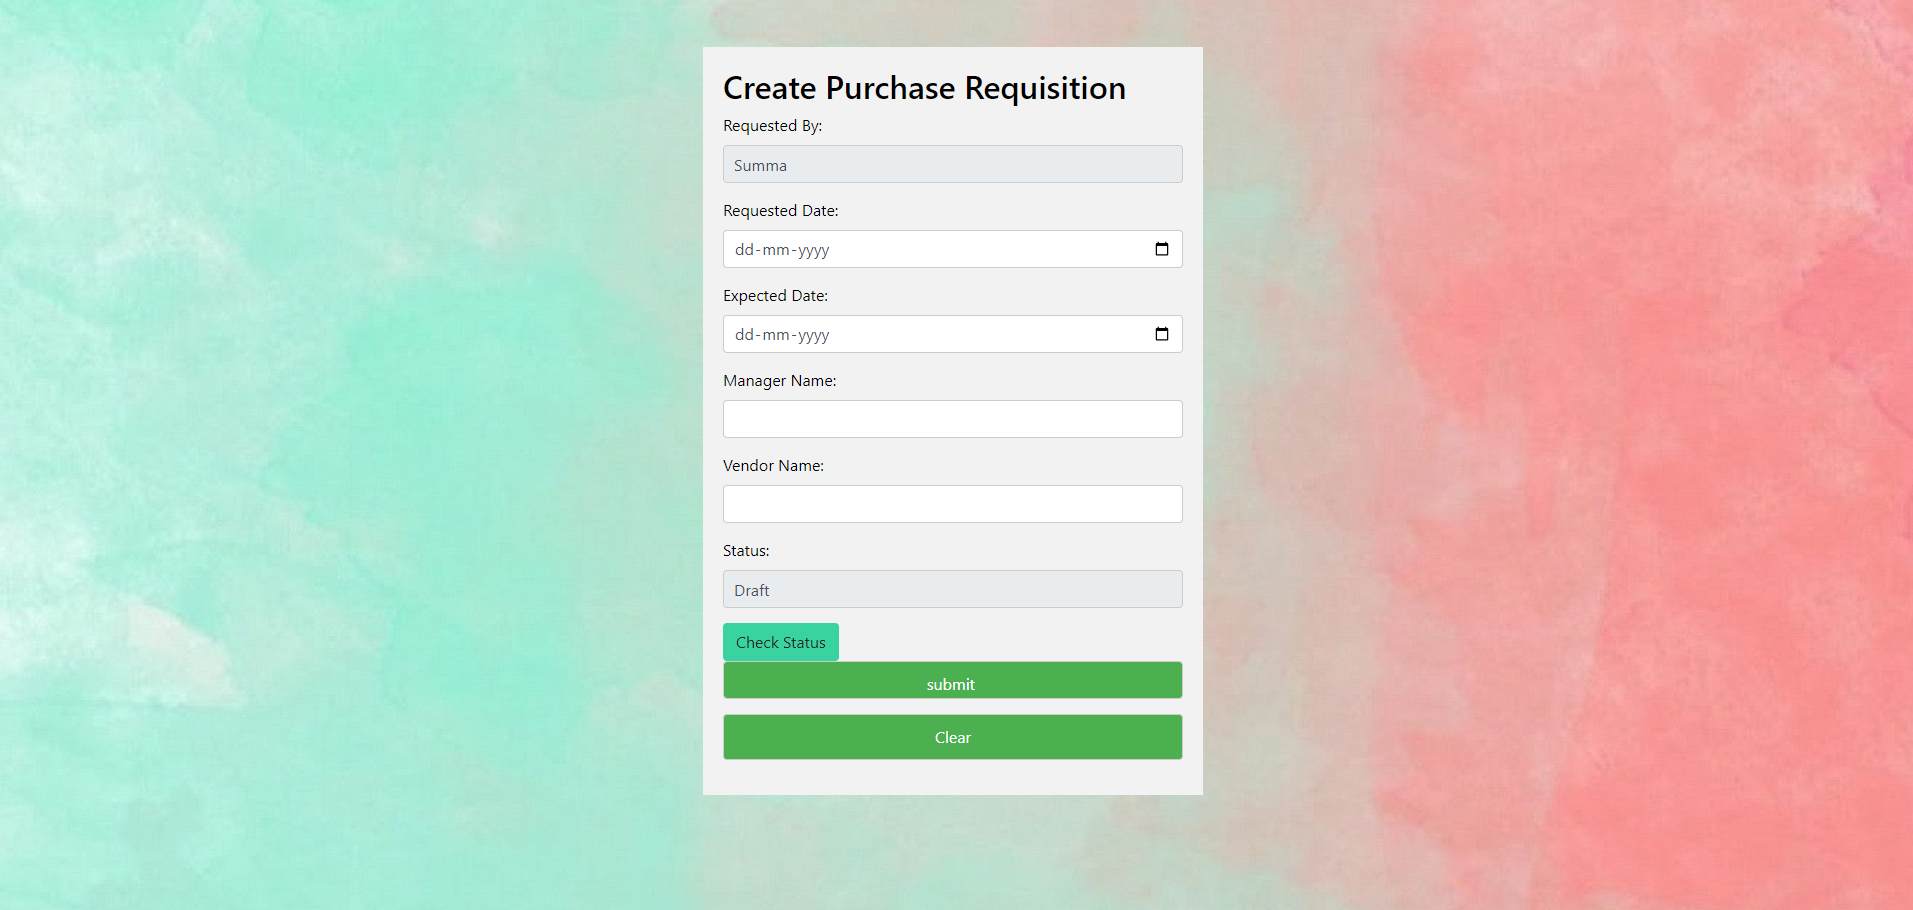 Create Purchase Requisition
Requested By:
Summa
Requested Date:
dd-mm-yyyy
Expected Date:
dd-mm-yyyy
Manager Name:
Vendor Name:
Status:
Draft
Check Status
submit
Clear